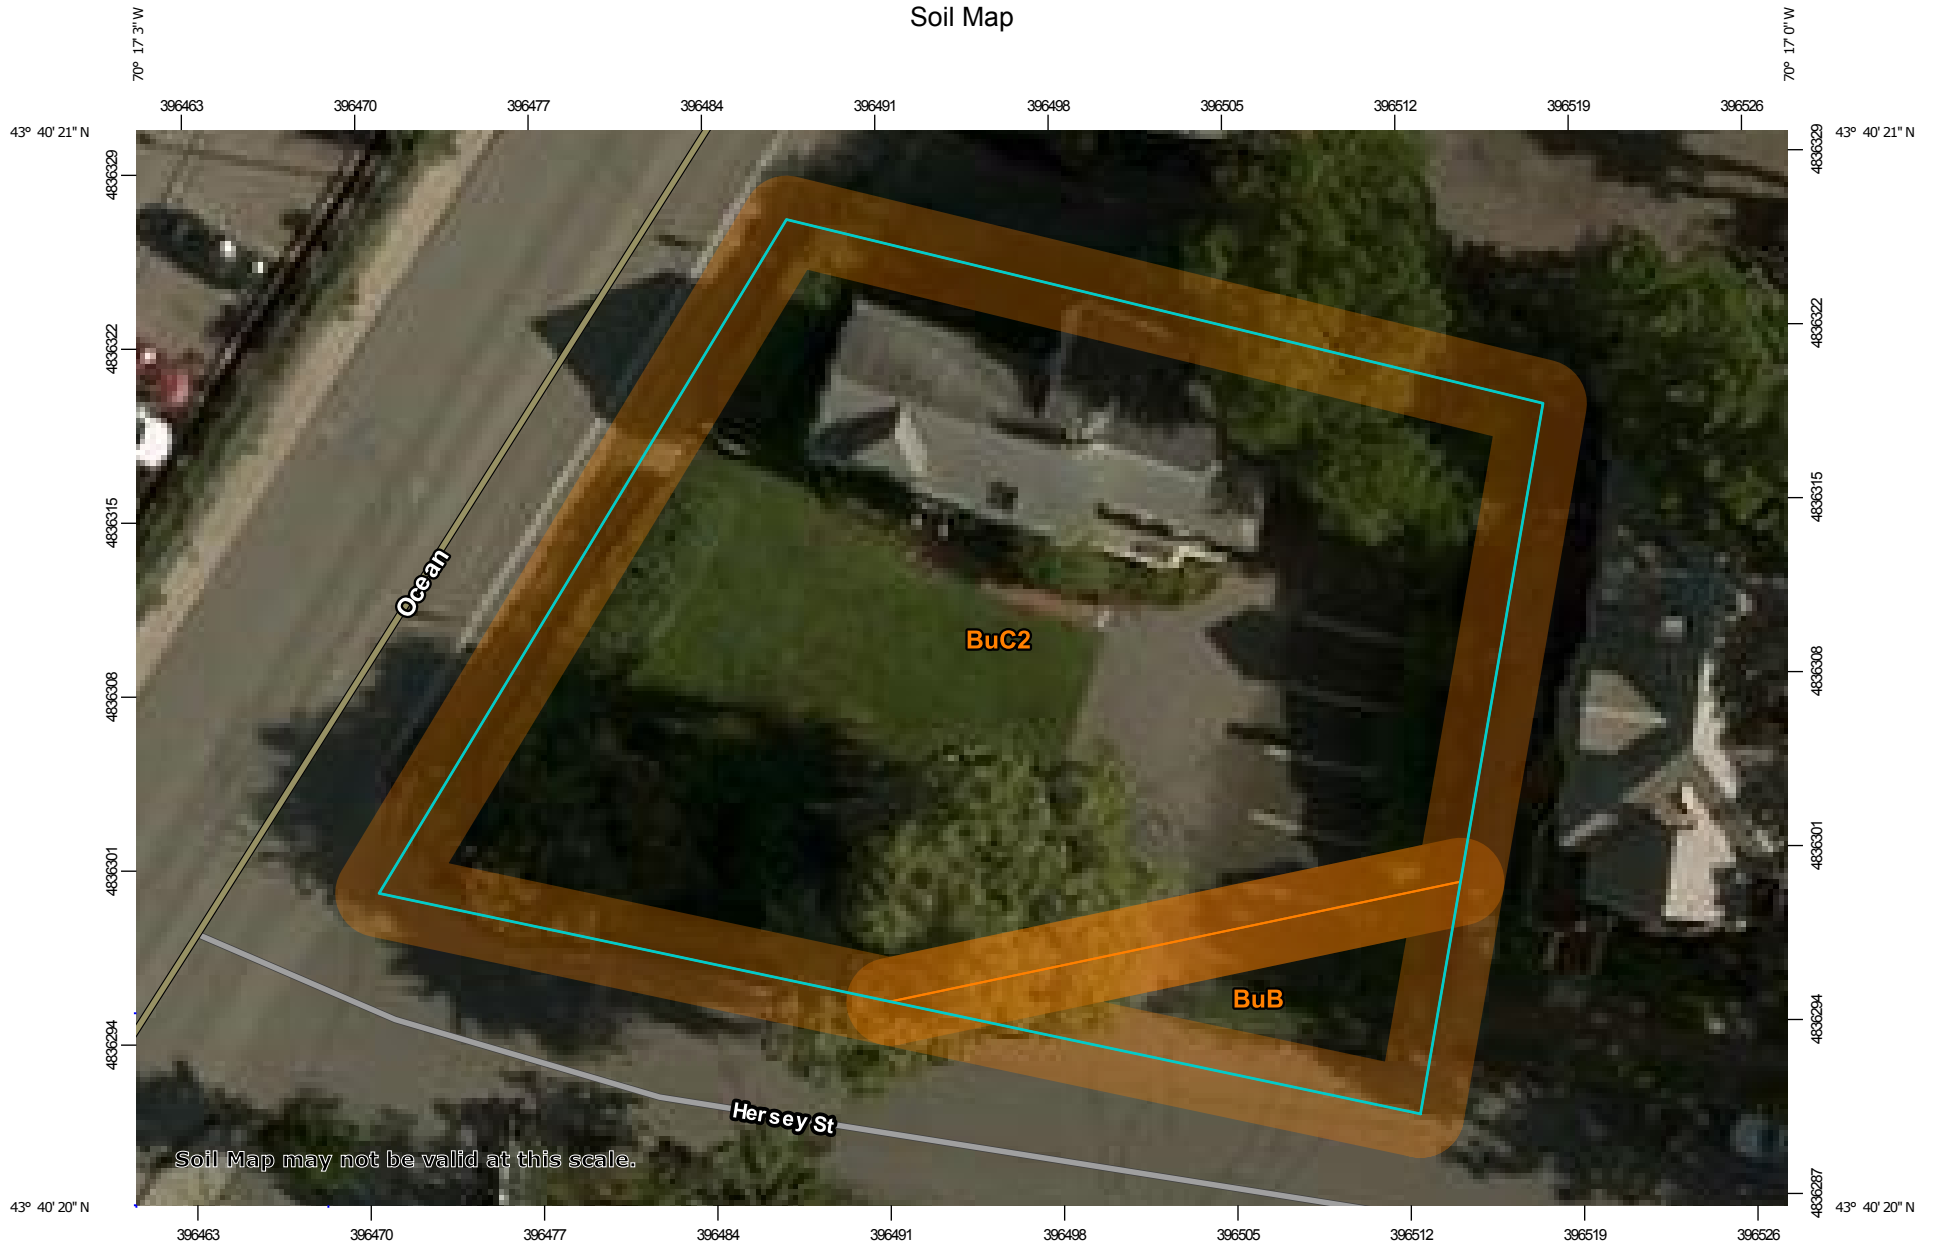 Soil Map
70° 17' 3'' W
70° 17' 0'' W
396463 396470 396477 396484 396491 396498 396505 396512 396519 396526
43° 40' 21'' N
43° 40' 21'' N
4836329
4836329
4836322
4836322
4836315
4836315
Ocean
BuC2
4836308
4836308
4836301
4836301
BuB
4836294
4836294
Hersey St
Soil Map may not be valid at this scale.
4836287
43° 40' 20'' N
43° 40' 20'' N
396463 396470 396477 396484 396491 396498 396505 396512 396519 396526